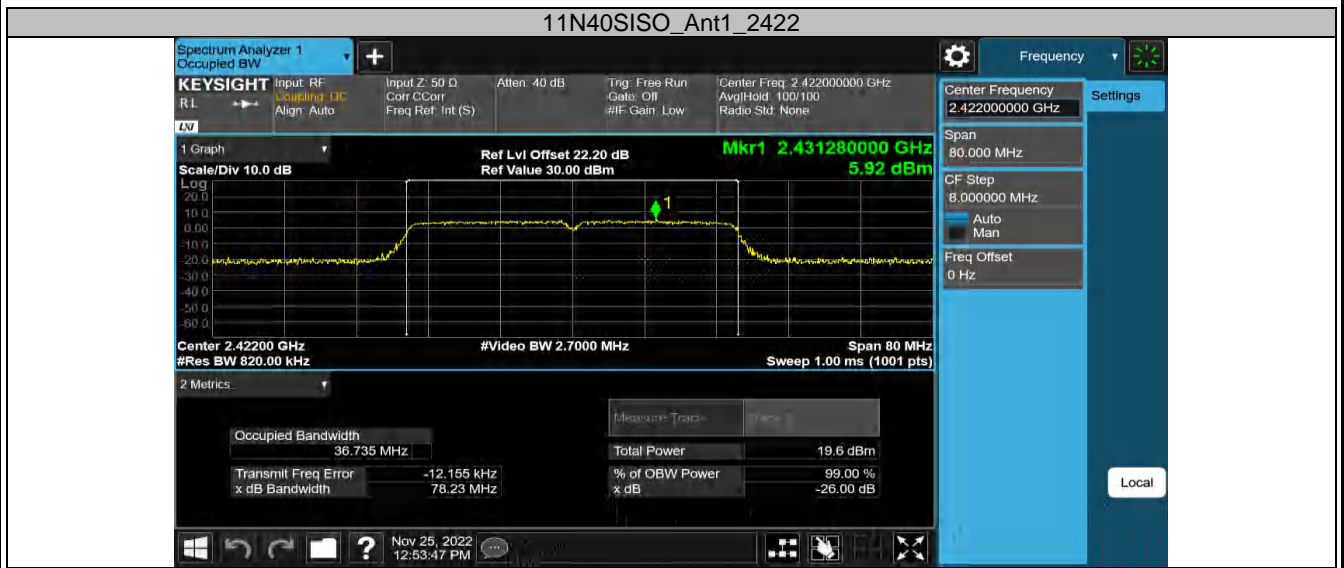 11N40SISO_Ant1_2422
Spectrum Analyzer 1
Occupied BW
Frequency
KEYSIGHT
Input: RF
Coupling: DC
Align: Auto
R L
LXI
Input Z: 50 Ω
Corr CCorr
Freq Ref: Int (S)
Atten: 40 dB
Trig: Free Run
Gate: Off
#IF Gain: Low
Center Freq: 2.422000000 GHz
Avg|Hold: 100/100
Radio Std: None
Center Frequency
2.422000000 GHz
Settings
Span
80.000 MHz
CF Step
8.000000 MHz
Auto
Man
Freq Offset
0 Hz
1 Graph
Scale/Div 10.0 dB
Ref Lvl Offset 22.20 dB
Ref Value 30.00 dBm
Mkr1 2.431280000 GHz
5.92 dBm
Log
20.0
10.0
0.00
-10.0
-20.0
-30.0
-40.0
-50.0
-60.0
1
Center 2.42200 GHz
#Res BW 820.00 kHz
#Video BW 2.7000 MHz
Span 80 MHz
Sweep 1.00 ms (1001 pts)
2 Metrics
Measure Trace
Occupied Bandwidth
36.735 MHz
Total Power 19.6 dBm
Transmit Freq Error -12.155 kHz
% of OBW Power 99.00 %
x dB Bandwidth 78.23 MHz
x dB -26.00 dB
Local
Nov 25, 2022
12:53:47 PM